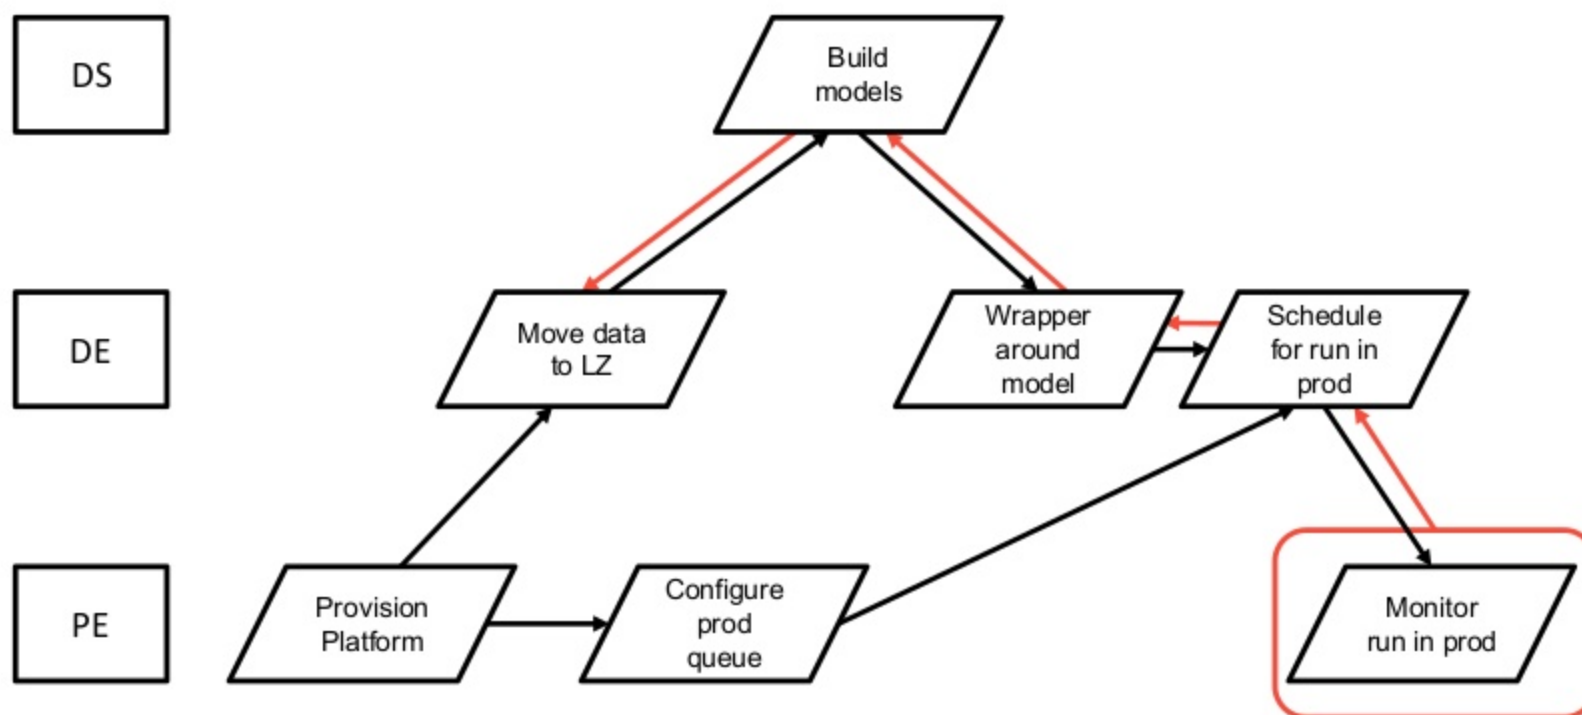 DS
Build
models
DE
Move data
to LZ
Wrapper
around
model
Schedule
for run in
prod
PE
Provision
Platform
Configure
prod
queue
Monitor
run in prod